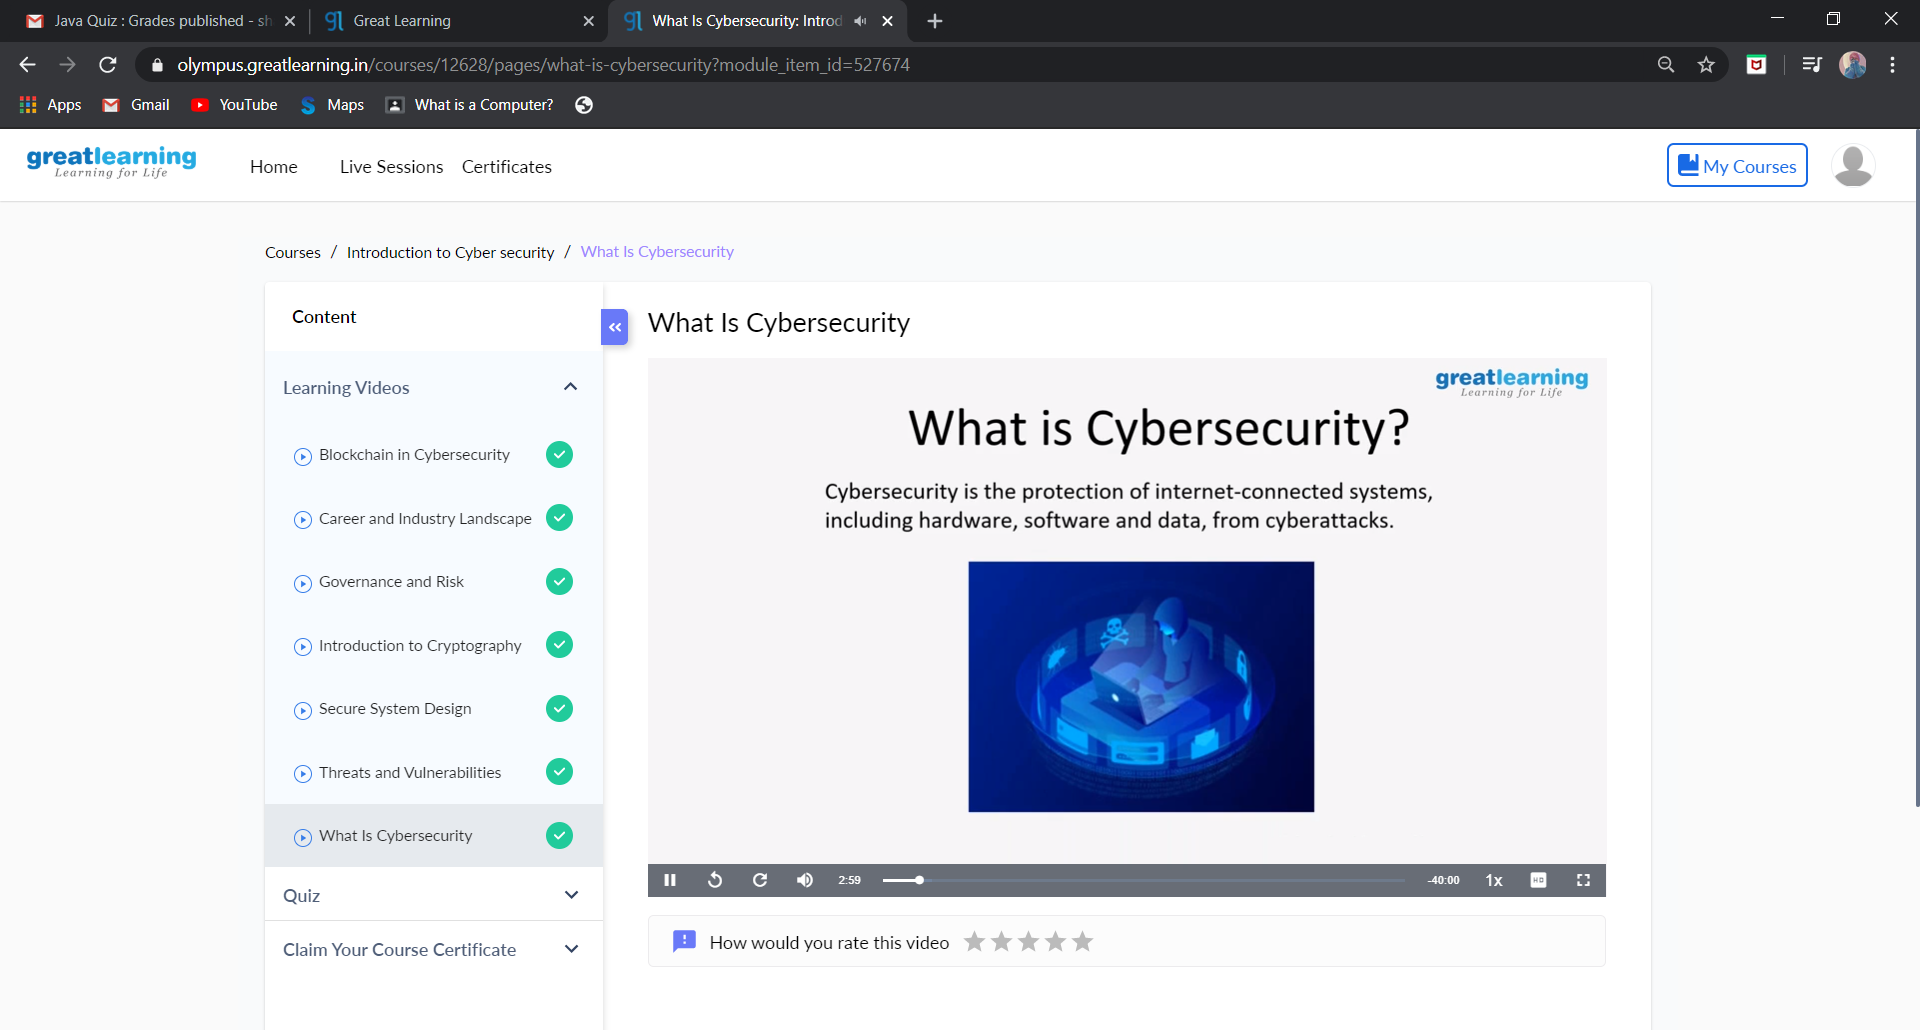 Java Quiz : Grades published - sh
Great Learning
What Is Cybersecurity: Introd
olympus.greatlearning.in/courses/12628/pages/what-is-cybersecurity?module_item_id=527674
Apps
Gmail
YouTube
Maps
What is a Computer?
greatlearning
Learning for Life
Home
Live Sessions
Certificates
My Courses
Courses / Introduction to Cyber security / What Is Cybersecurity
Content
Learning Videos
Blockchain in Cybersecurity
Career and Industry Landscape
Governance and Risk
Introduction to Cryptography
Secure System Design
Threats and Vulnerabilities
What Is Cybersecurity
Quiz
Claim Your Course Certificate
What Is Cybersecurity
greatlearning
Learning for Life
What is Cybersecurity?
Cybersecurity is the protection of internet-connected systems,
including hardware, software and data, from cyberattacks.
2:59
-40:00
1x
HD
How would you rate this video